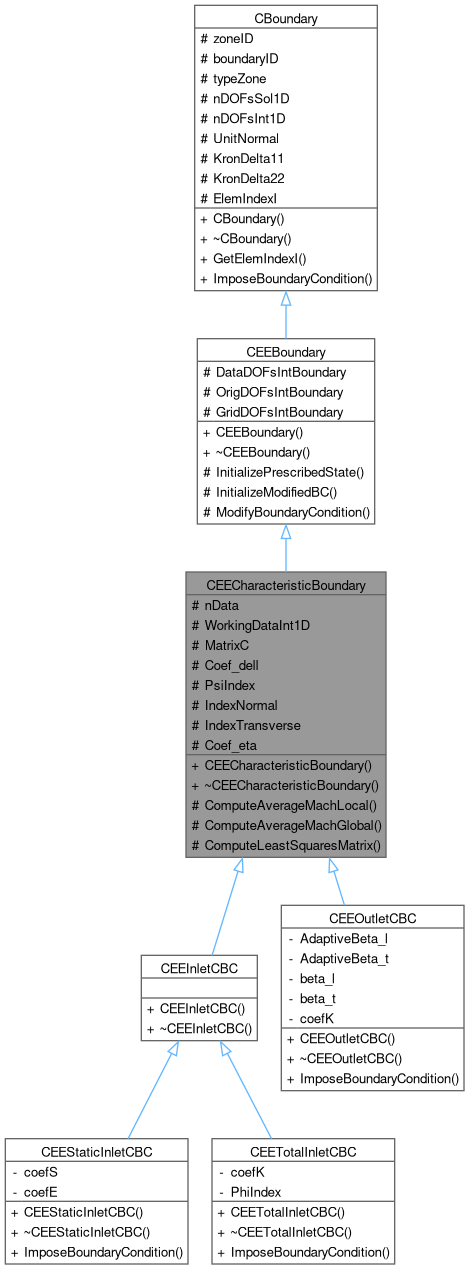 CBoundary
# zoneID
# boundaryID
# typeZone
# nDOFsSol1D
# nDOFsInt1D
# UnitNormal
# KronDelta11
# KronDelta22
# ElemIndexI
+ CBoundary()
+ ~CBoundary()
+ GetElemIndexI()
+ ImposeBoundaryCondition()
CEEBoundary
# DataDOFsIntBoundary
# OrigDOFsIntBoundary
# GridDOFsIntBoundary
+ CEEBoundary()
+ ~CEEBoundary()
# InitializePrescribedState()
# InitializeModifiedBC()
# ModifyBoundaryCondition()
CEECharacteristicBoundary
# nData
# WorkingDataInt1D
# MatrixC
# Coef_dell
# PsiIndex
# IndexNormal
# IndexTransverse
# Coef_eta
+ CEECharacteristicBoundary()
+ ~CEECharacteristicBoundary()
# ComputeAverageMachLocal()
# ComputeAverageMachGlobal()
# ComputeLeastSquaresMatrix()
CEEInletCBC
+ CEEInletCBC()
+ ~CEEInletCBC()
CEEOutletCBC
- AdaptiveBeta_l
- AdaptiveBeta_t
- beta_l
- beta_t
- coefK
+ CEEOutletCBC()
+ ~CEEOutletCBC()
+ ImposeBoundaryCondition()
CEEStaticInletCBC
- coefS
- coefE
+ CEEStaticInletCBC()
+ ~CEEStaticInletCBC()
+ ImposeBoundaryCondition()
CEETotalInletCBC
- coefK
- PhiIndex
+ CEETotalInletCBC()
+ ~CEETotalInletCBC()
+ ImposeBoundaryCondition()